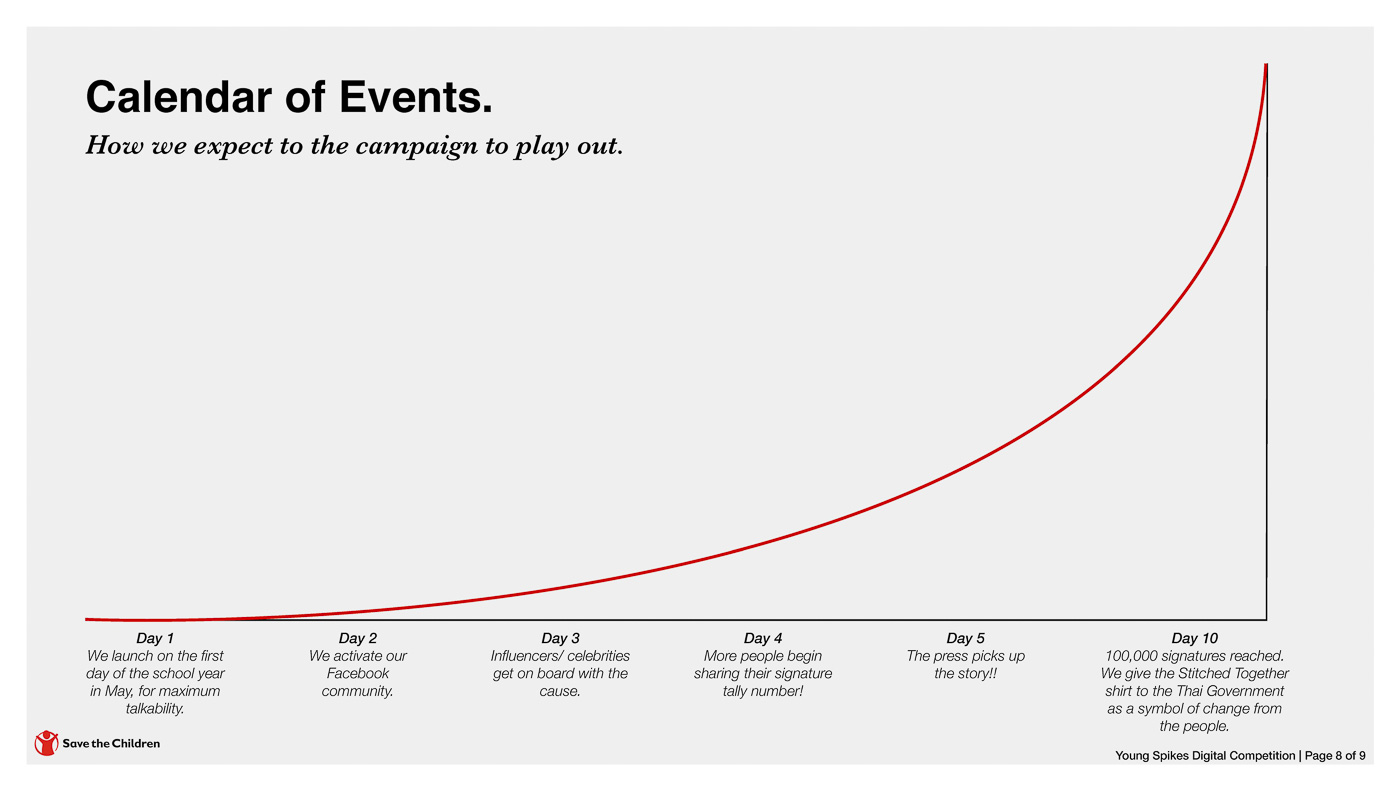 Calendar of Events.
How we expect to the campaign to play out.
Day 1
We launch on the first
day of the school year
in May, for maximum
talkability.
Day 2
We activate our
Facebook
community.
Day 3
Influencers/ celebrities
get on board with the
cause.
Day 4
More people begin
sharing their signature
tally number!
Day 5
The press picks up
the story!!
Day 10
100,000 signatures reached.
We give the Stitched Together
shirt to the Thai Government
as a symbol of change from
the people.
Save the Children
Young Spikes Digital Competition | Page 8 of 9